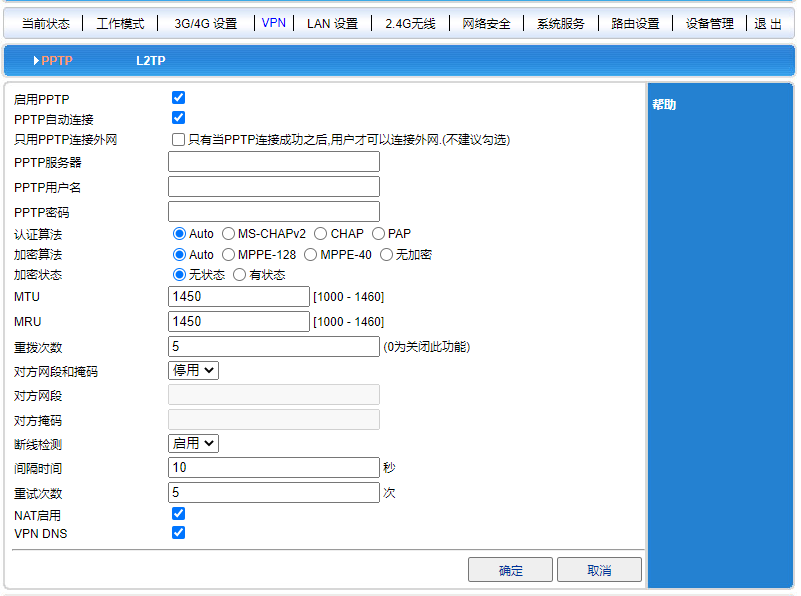 当前状态 工作模式 3G/4G 设置 VPN LAN 设置 2.4G无线 网络安全 系统服务 路由设置 设备管理 退 出
PPTP L2TP
启用PPTP
PPTP自动连接
只用PPTP连接外网 只有当PPTP连接成功之后,用户才可以连接外网.(不建议勾选)
PPTP服务器
PPTP用户名
PPTP密码
认证算法 Auto MS-CHAPv2 CHAP PAP
加密算法 Auto MPPE-128 MPPE-40 无加密
加密状态 无状态 有状态
MTU 1450 [1000 - 1460]
MRU 1450 [1000 - 1460]
重拨次数 5 (0为关闭此功能)
对方网段和掩码 停用
对方网段
对方掩码
断线检测 启用
间隔时间 10 秒
重试次数 5 次
NAT启用
VPN DNS
确定 取消
帮助